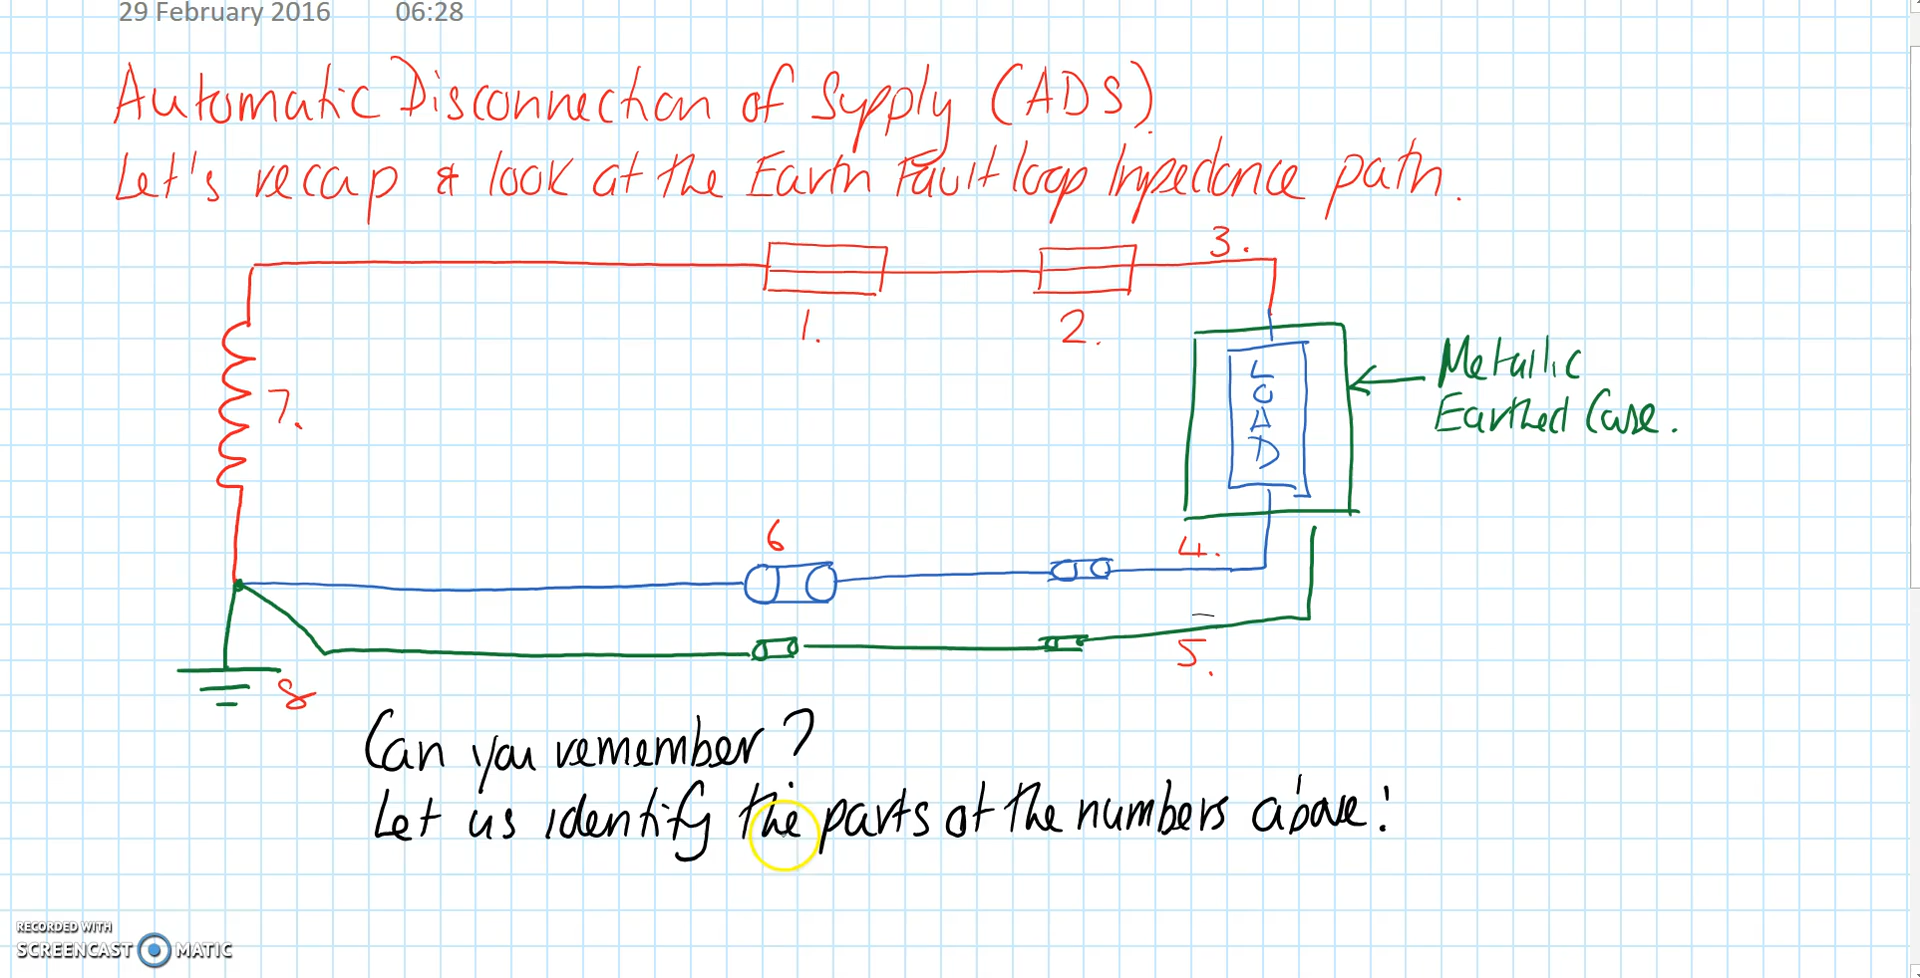 29 February 2016 06:28
Automatic Disconnection of Supply (ADS).
Let's recap & look at the Earth Fault loop Impedance path.
3.
1.
2.
LOAD
Metallic
Earthed Case.
7.
6
4.
5.
8
Can you remember?
Let us identify the parts of the numbers above:
RECORDED WITH
SCREENCAST MATIC